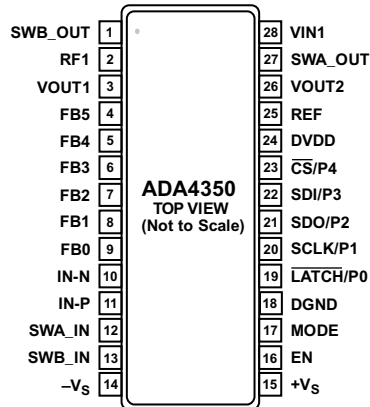 SWB_OUT 1 28 VIN1
RF1 2 27 SWA_OUT
VOUT1 3 26 VOUT2
FB5 4 25 REF
FB4 5 24 DVDD
FB3 6 23 CS/P4
FB2 7 ADA4350 22 SDI/P3
TOP VIEW
FB1 8 (Not to Scale) 21 SDO/P2
FB0 9 20 SCLK/P1
IN-N 10 19 LATCH/P0
IN-P 11 18 DGND
SWA_IN 12 17 MODE
SWB_IN 13 16 EN
–VS 14 15 +VS